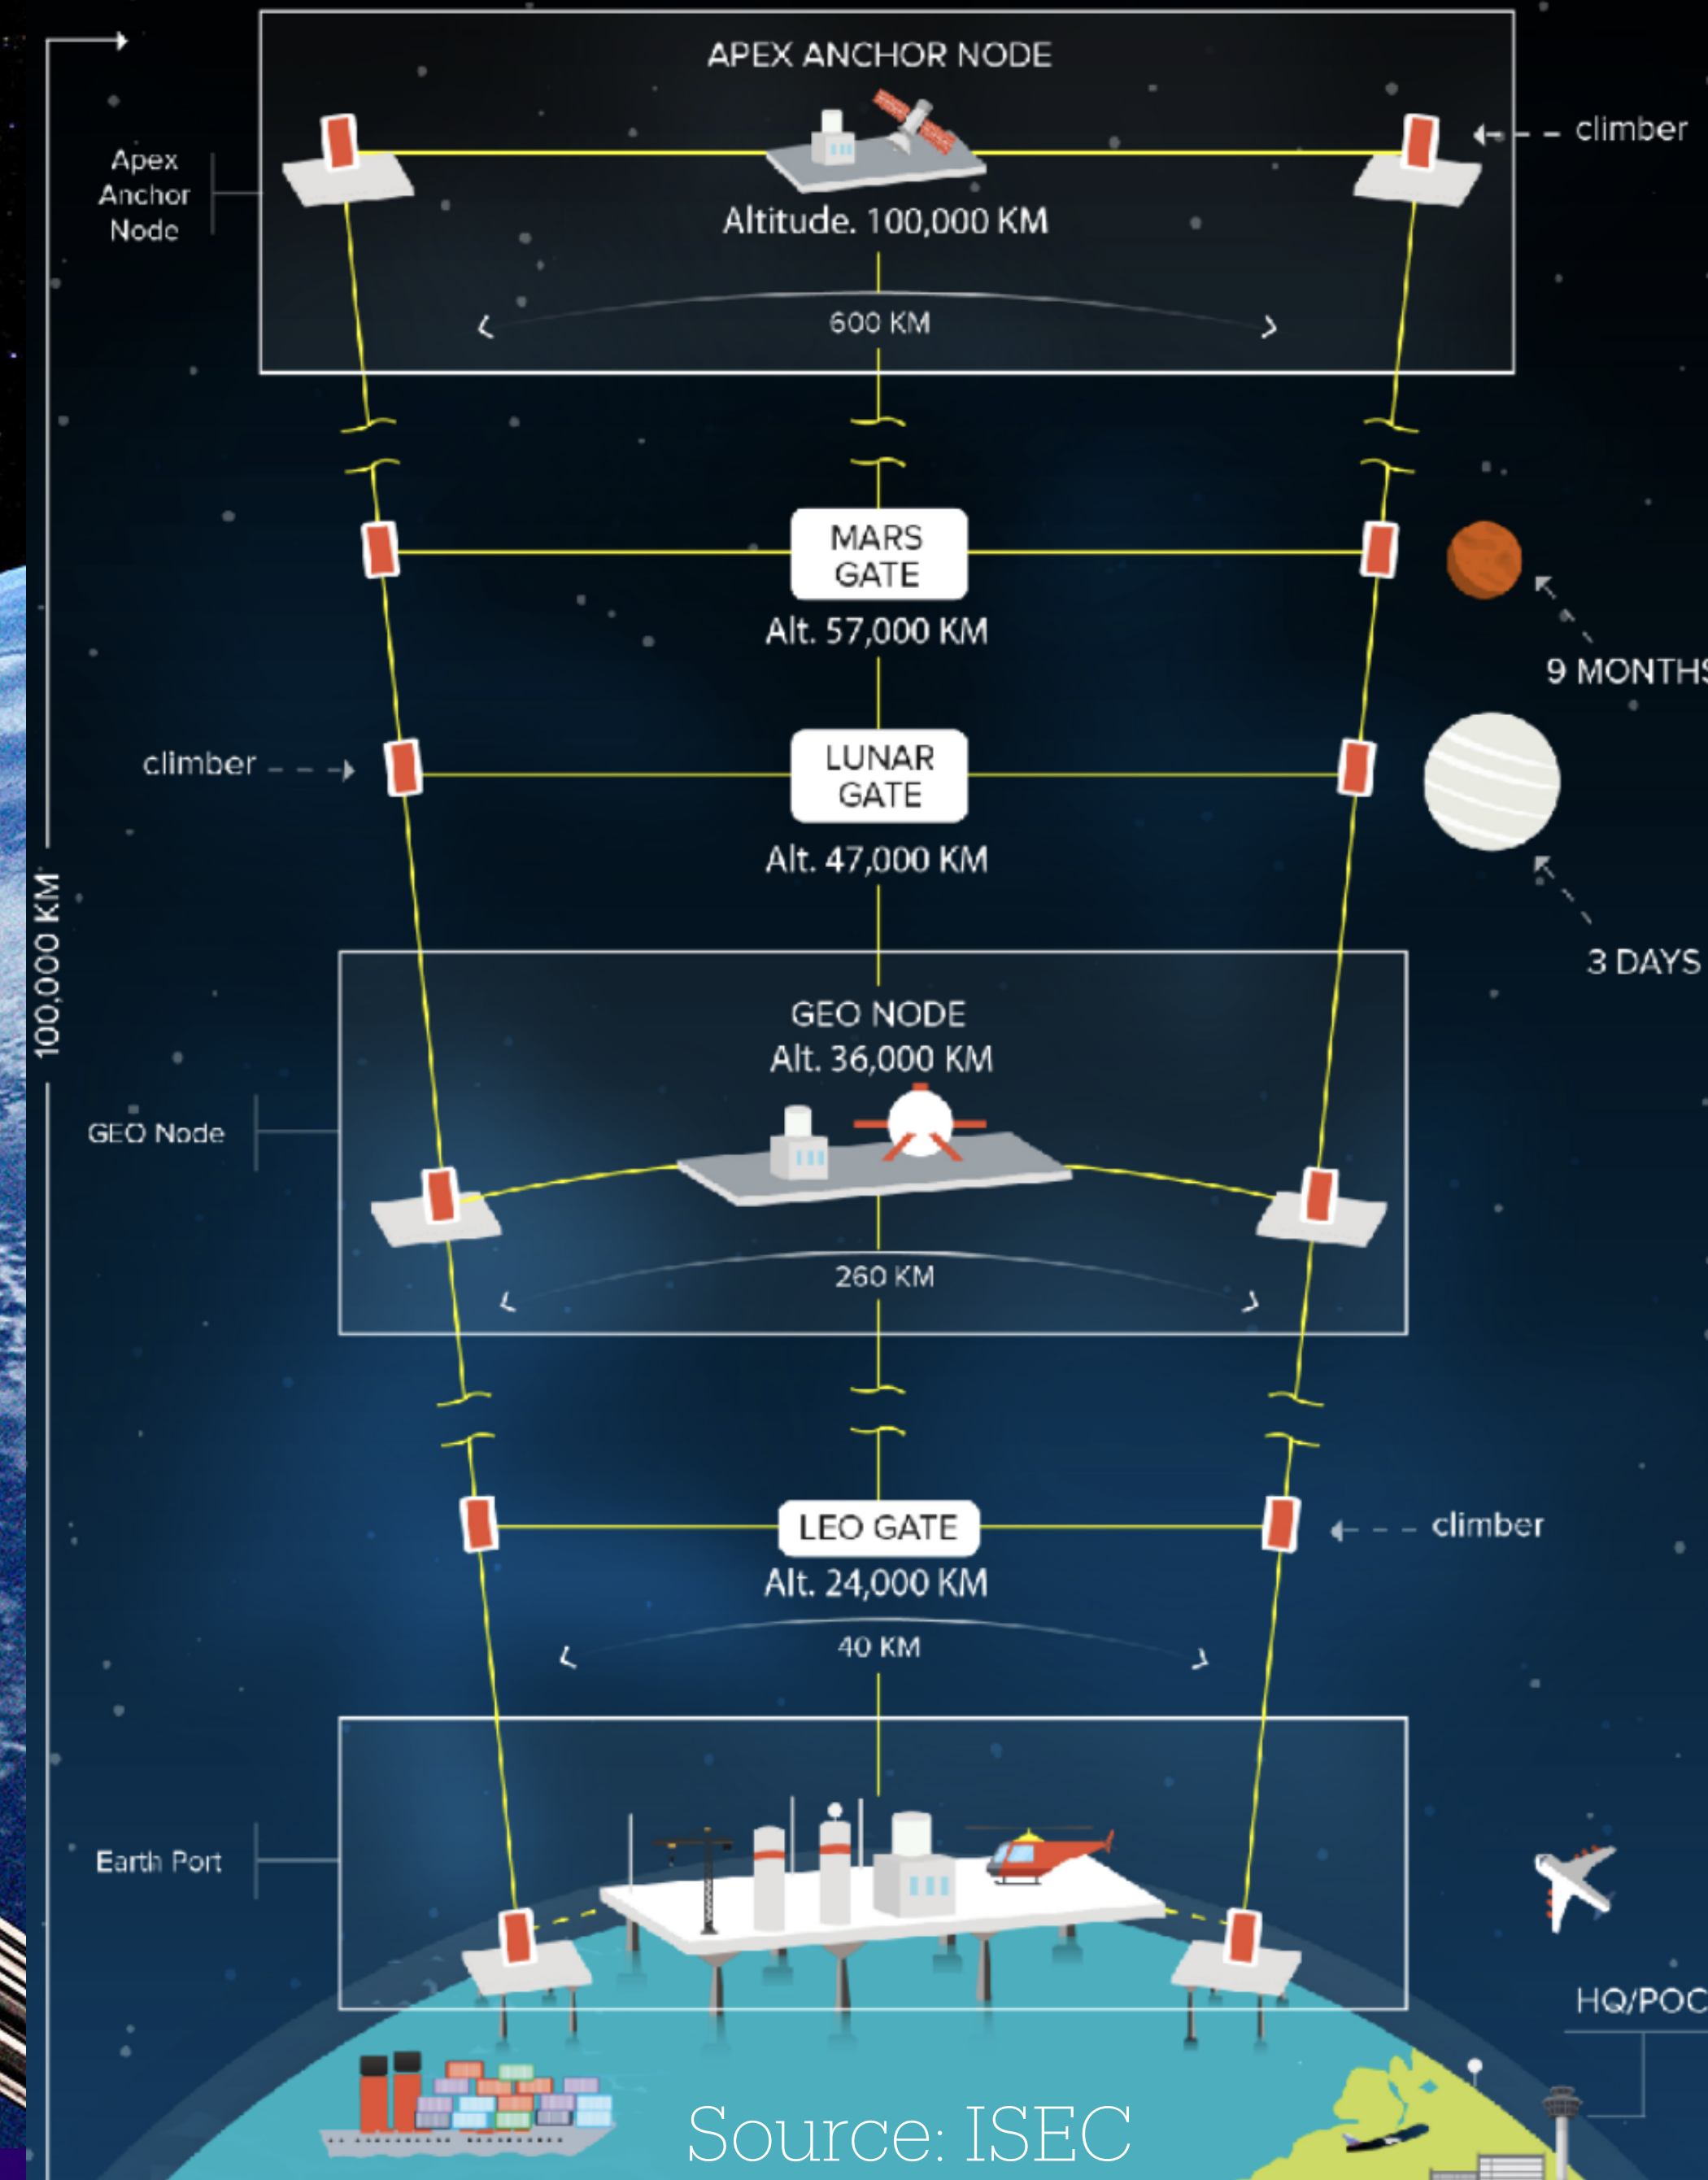 APEX ANCHOR NODE
climber
Apex
Anchor
Node
Altitude. 100,000 KM
600 KM
MARS
GATE
Alt. 57,000 KM
9 MONTHS
LUNAR
GATE
climber
Alt. 47,000 KM
100,000 KM
3 DAYS
GEO NODE
Alt. 36,000 KM
GEO Node
260 KM
LEO GATE
climber
Alt. 24,000 KM
40 KM
Earth Port
HQ/POC
Source: ISEC